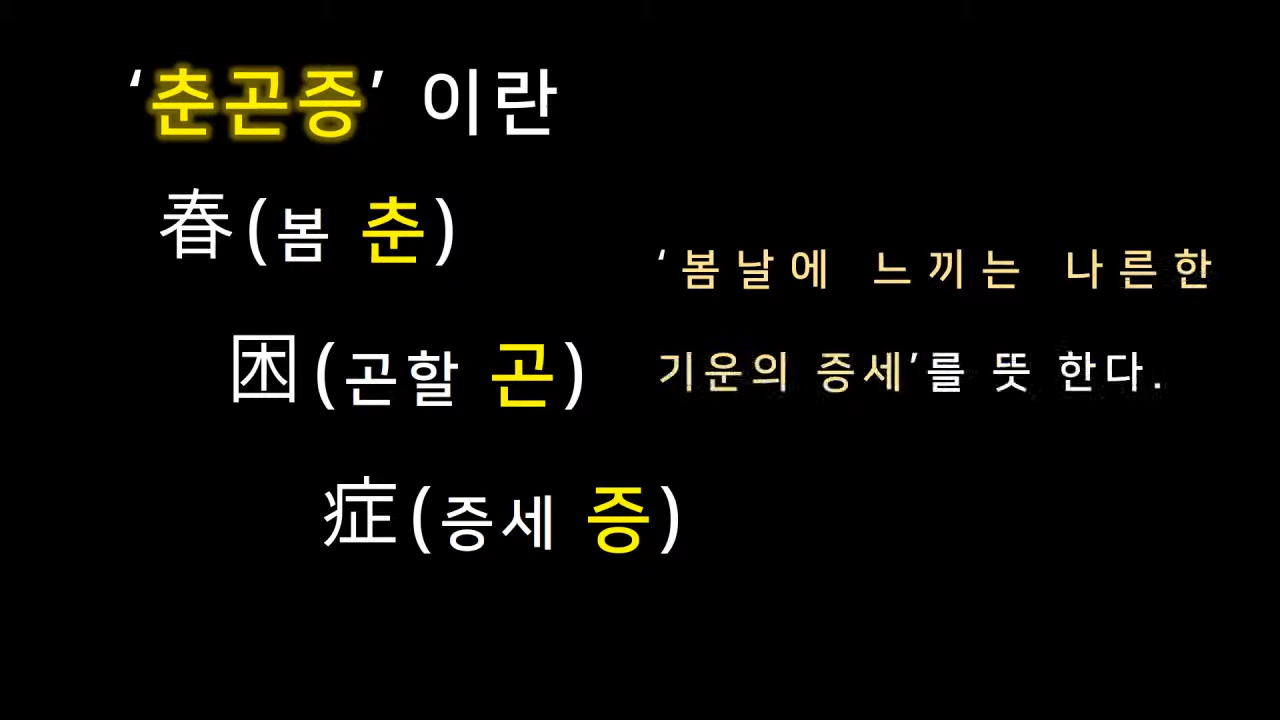 ‘춘곤증’ 이란
春(봄 춘)
‘봄날에 느끼는 나른한
困(곤할 곤)
기운의 증세’를 뜻 한다.
症(증세 증)